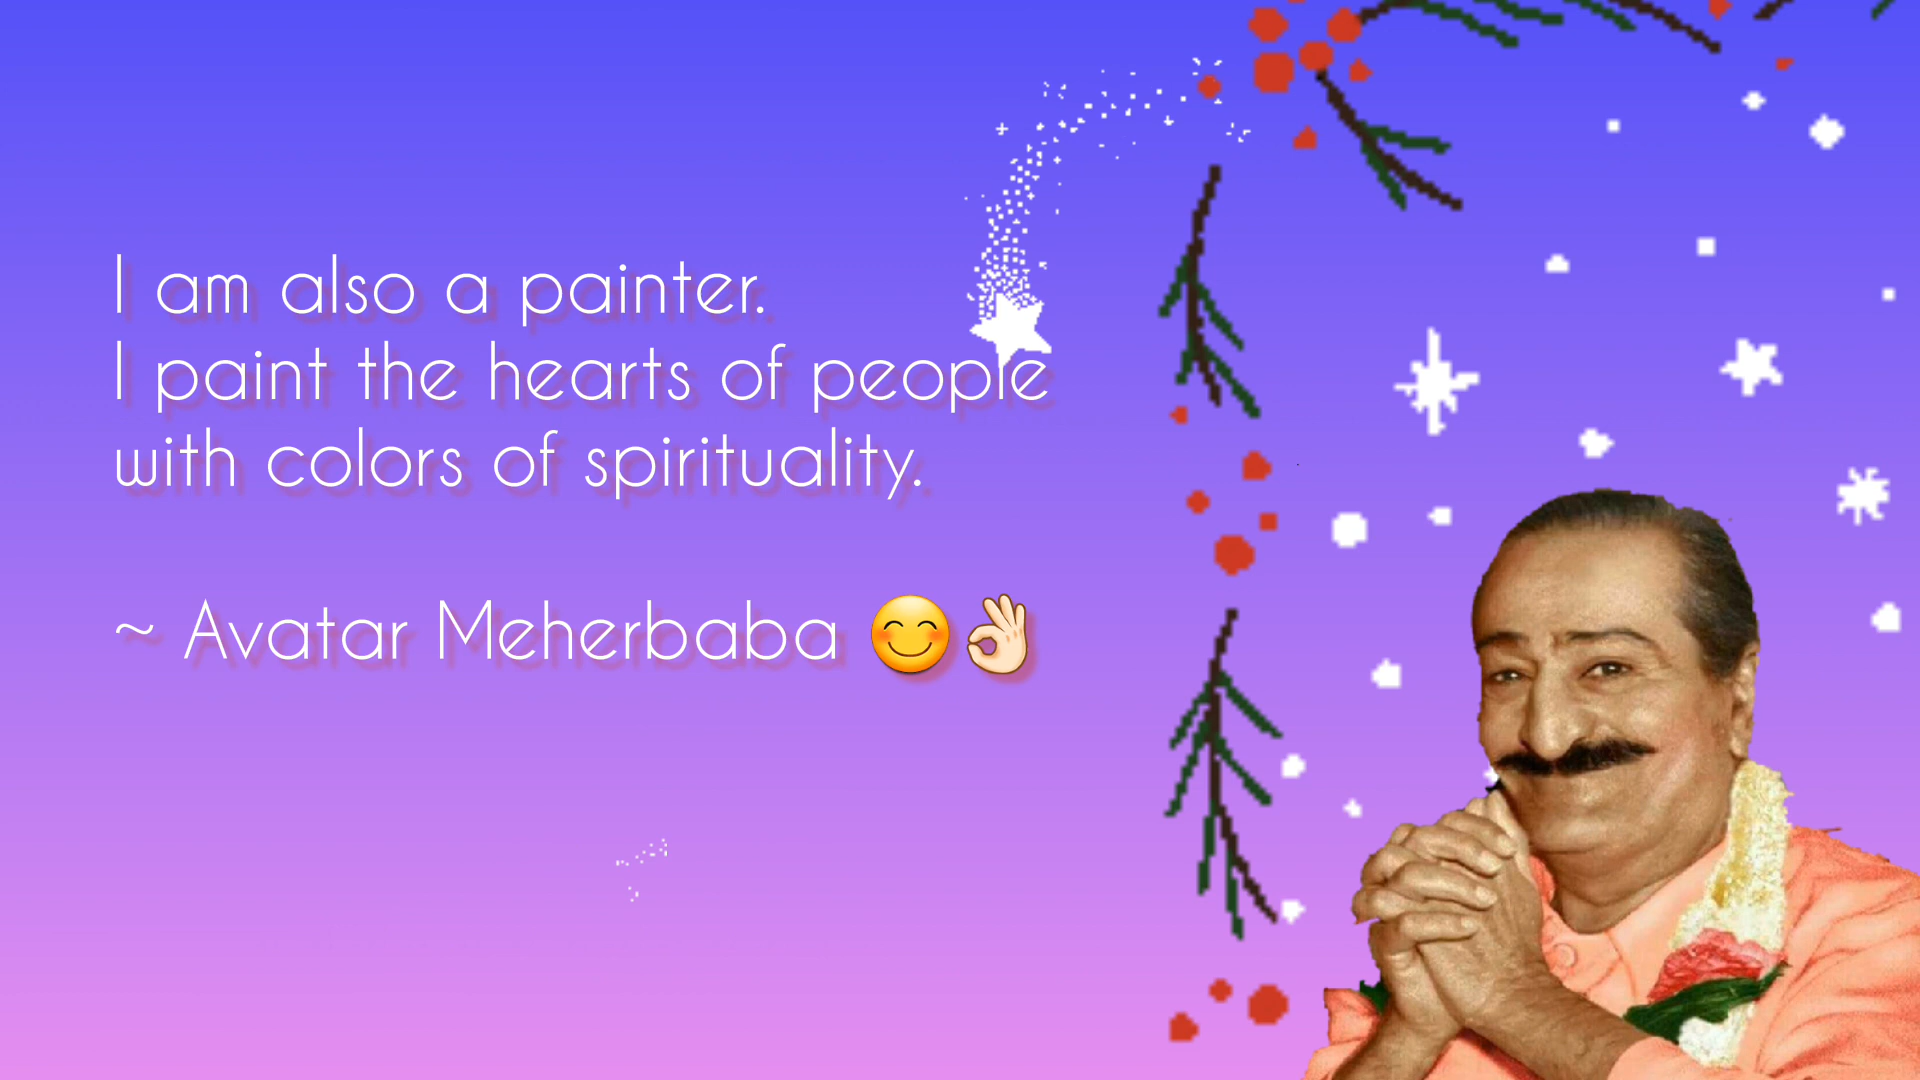 I am also a painter.
I paint the hearts of people
with colors of spirituality.
~ Avatar Meherbaba 😊👌🏻